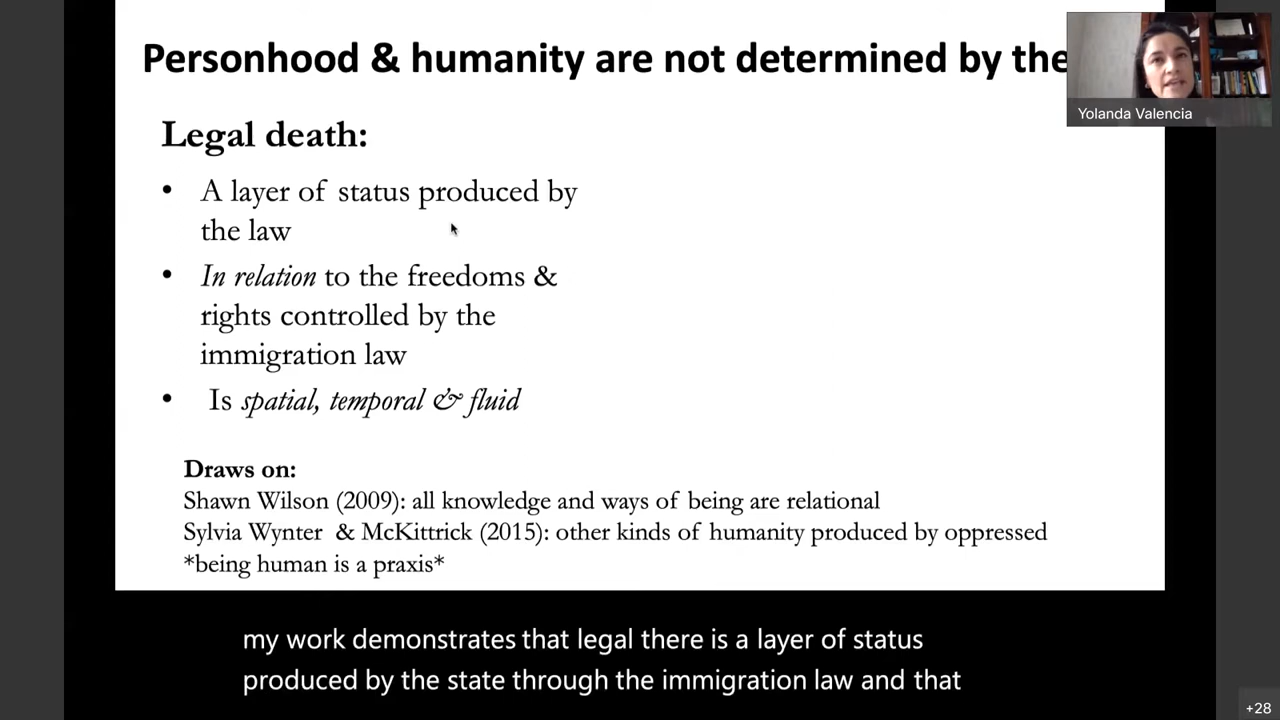 Personhood & humanity are not determined by the
Yolanda Valencia
Legal death:
• A layer of status produced by
the law
• In relation to the freedoms &
rights controlled by the
immigration law
• Is spatial, temporal & fluid
Draws on:
Shawn Wilson (2009): all knowledge and ways of being are relational
Sylvia Wynter & McKittrick (2015): other kinds of humanity produced by oppressed
*being human is a praxis*
my work demonstrates that legal there is a layer of status
produced by the state through the immigration law and that
+28